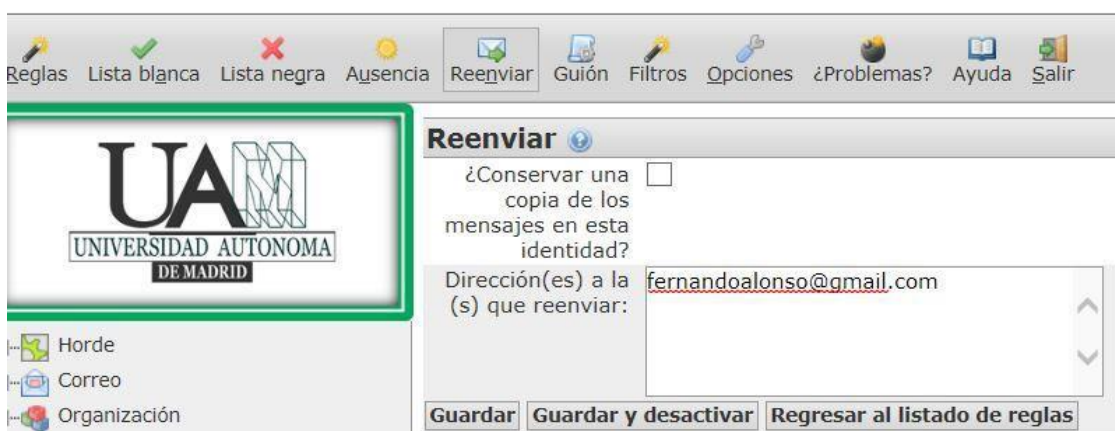 Reglas Lista blanca Lista negra Ausencia Reenviar Guión Filtros Opciones ¿Problemas? Ayuda Salir
UAM
UNIVERSIDAD AUTONOMA
DE MADRID
Horde
Correo
Organización
Reenviar
¿Conservar una
copia de los
mensajes en esta
identidad?
Dirección(es) a la
(s) que reenviar:
fernandoalonso@gmail.com
Guardar Guardar y desactivar Regresar al listado de reglas